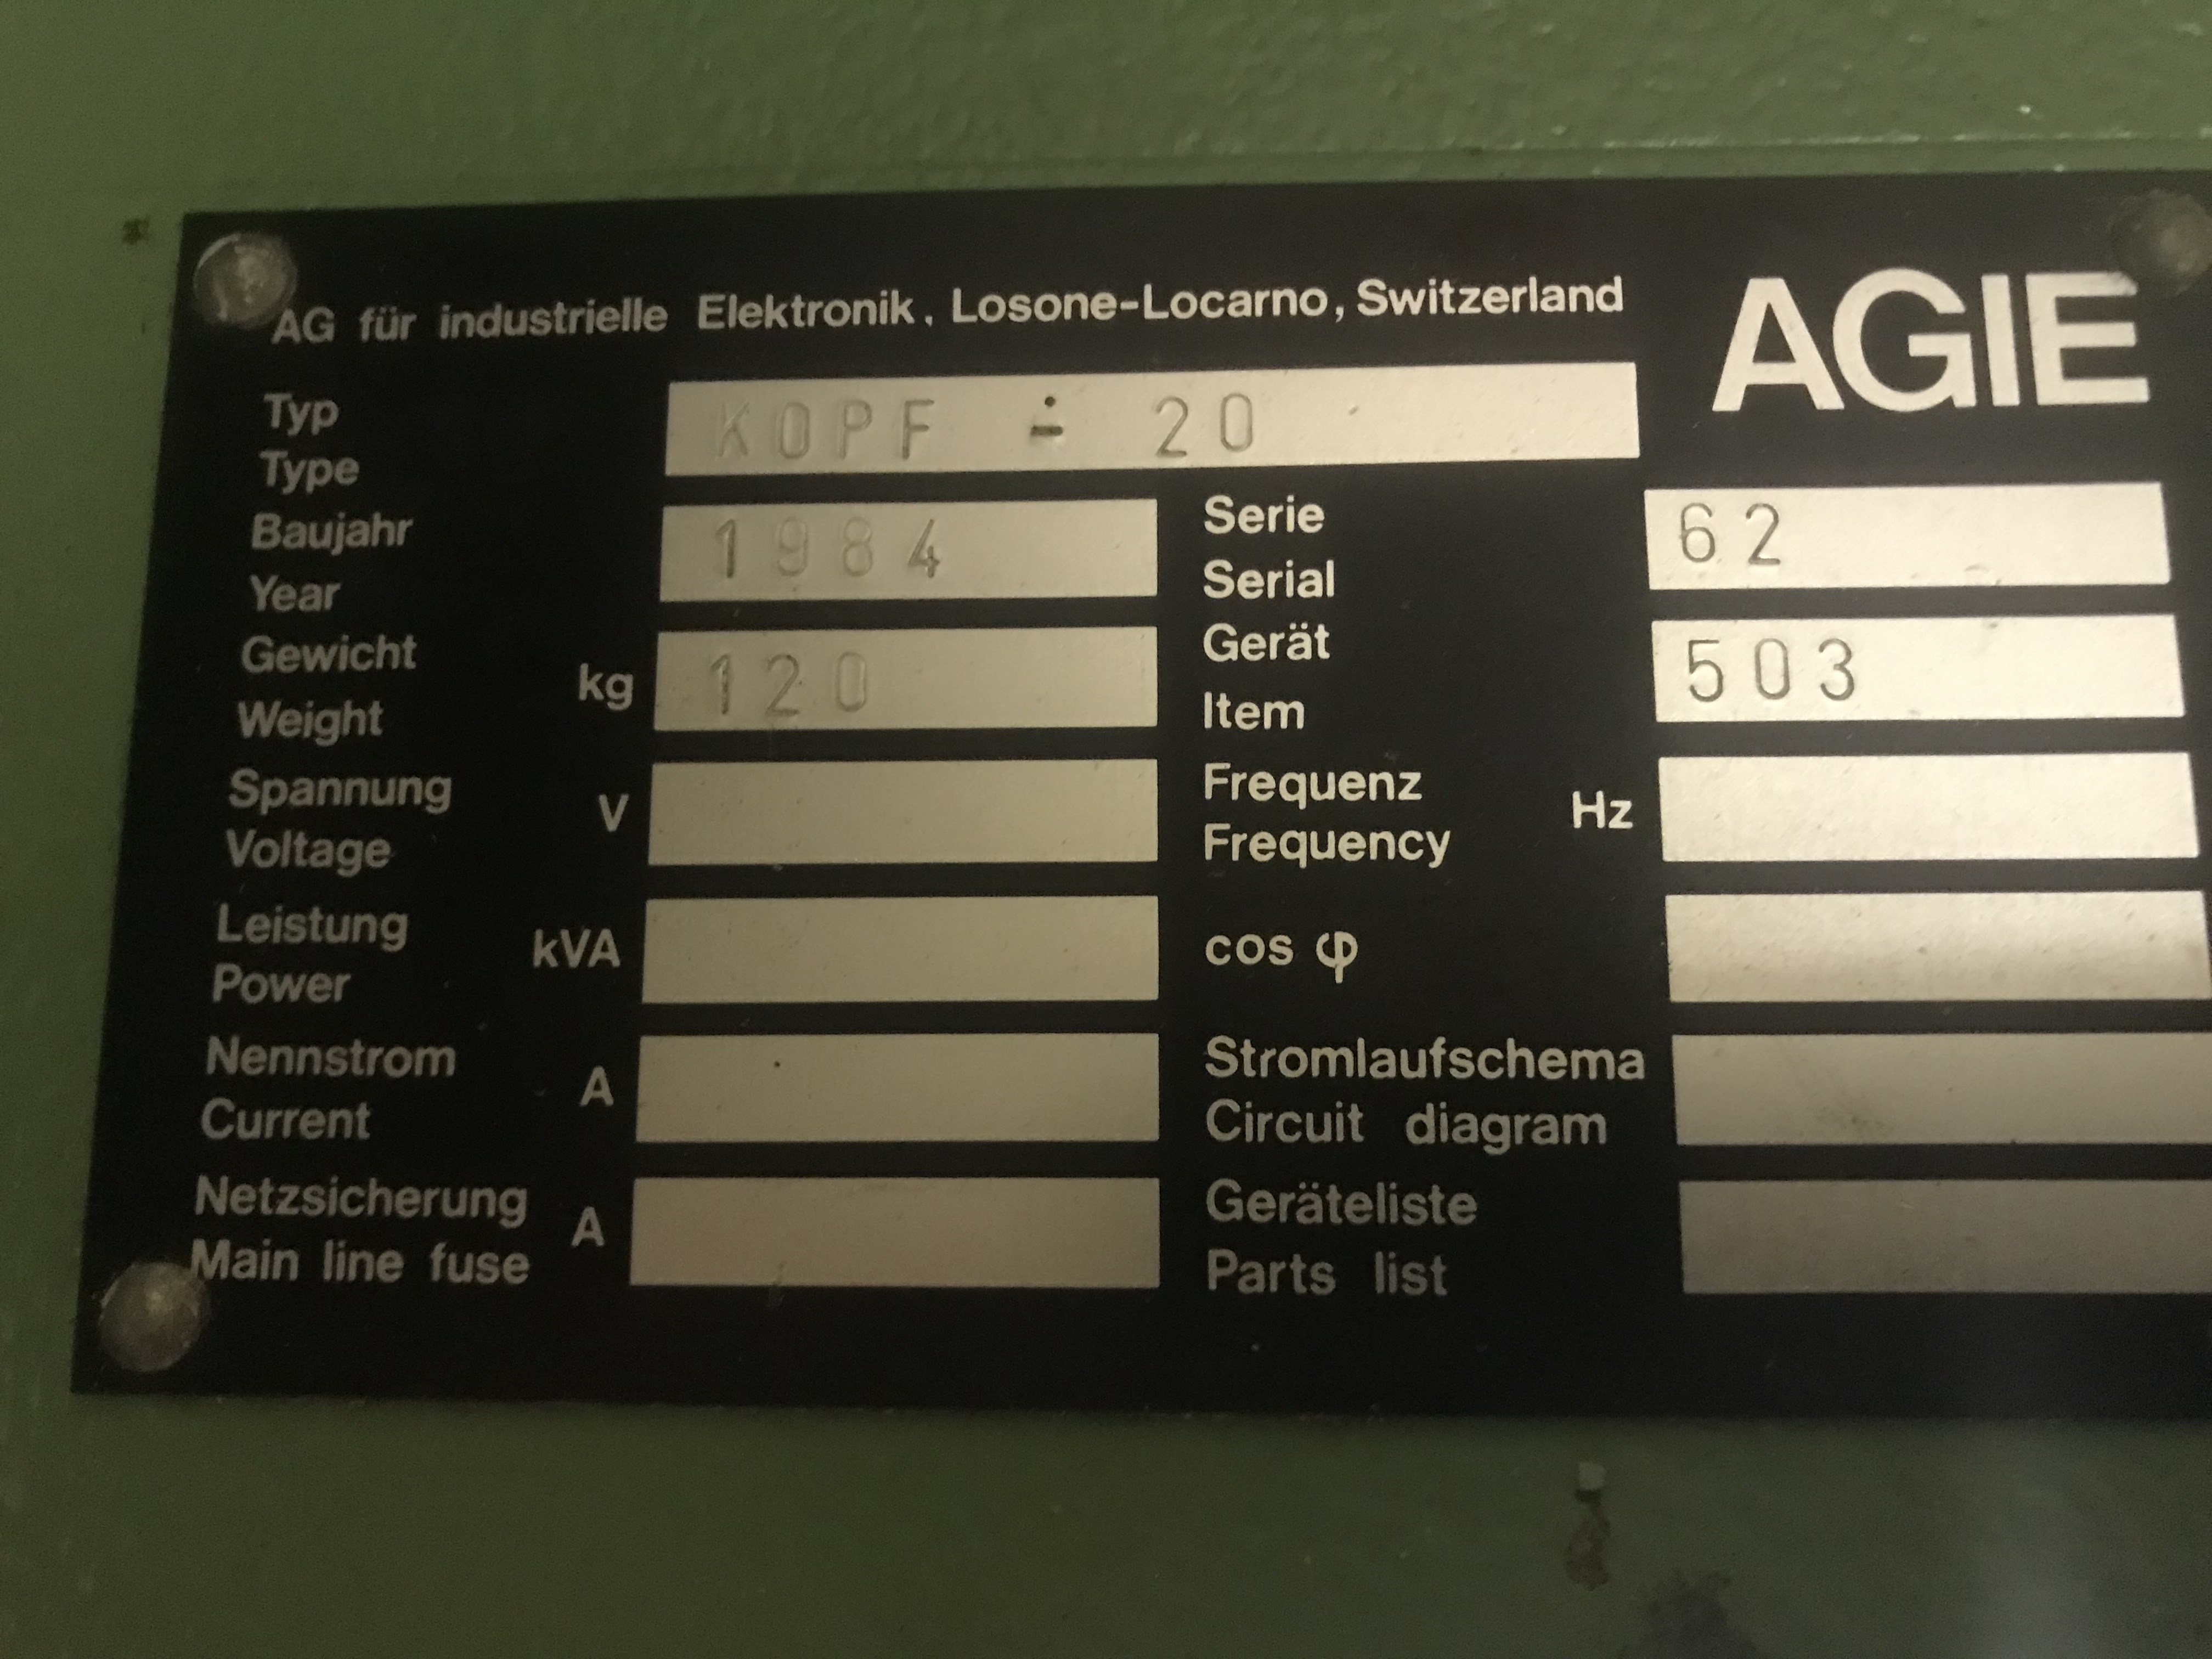 AG für industrielle Elektronik, Losone-Locarno, Switzerland
AGIE
Typ
Type
KOPF - 20
Baujahr
Year
1984
Serie
Serial
62
Gewicht
Weight
kg
120
Gerät
Item
503
Spannung
Voltage
V
Frequenz
Frequency
Hz
Leistung
Power
kVA
cos φ
Nennstrom
Current
A
Stromlaufschema
Circuit diagram
Netzsicherung
Main line fuse
A
Geräteliste
Parts list